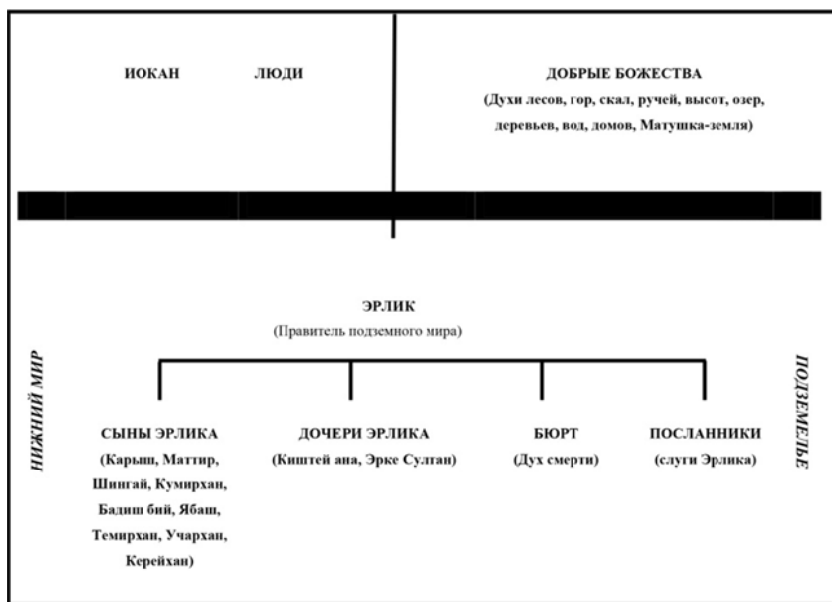 ИОКАН ЛЮДИ
ДОБРЫЕ БОЖЕСТВА
(Духи лесов, гор, скал, ручей, высот, озер,
деревьев, вод, домов, Матушка-земля)
ЭРЛИК
(Правитель подземного мира)
НИЖНИЙ МИР
СЫНЫ ЭРЛИКА
(Карыш, Маттир,
Шингай, Кумирхан,
Бадиш бий, Ябаш,
Темирхан, Учархан,
Керейхан)
ДОЧЕРИ ЭРЛИКА
(Киштей ана, Эрке Султан)
БЮРТ
(Дух смерти)
ПОСЛАННИКИ
(слуги Эрлика)
ПОДЗЕМЕЛЬЕ